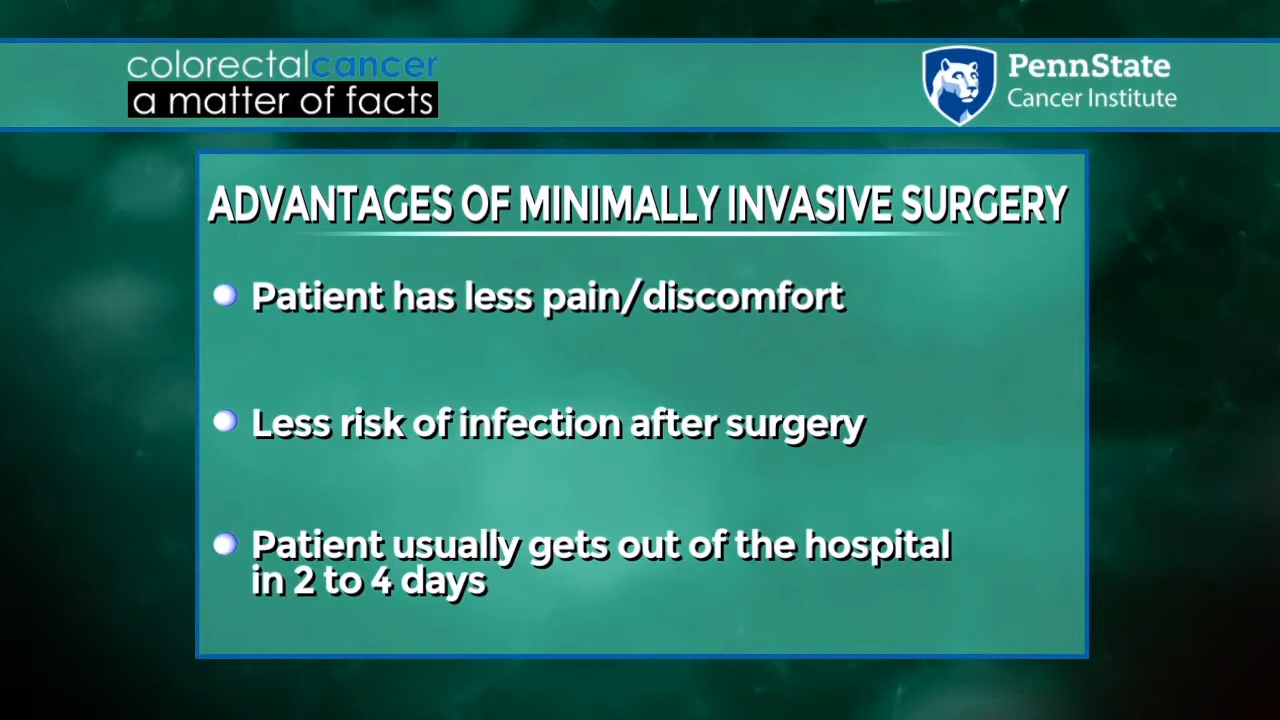 colorectalcancer
a matter of facts
PennState
Cancer Institute
ADVANTAGES OF MINIMALLY INVASIVE SURGERY
Patient has less pain/discomfort
Less risk of infection after surgery
Patient usually gets out of the hospital
in 2 to 4 days